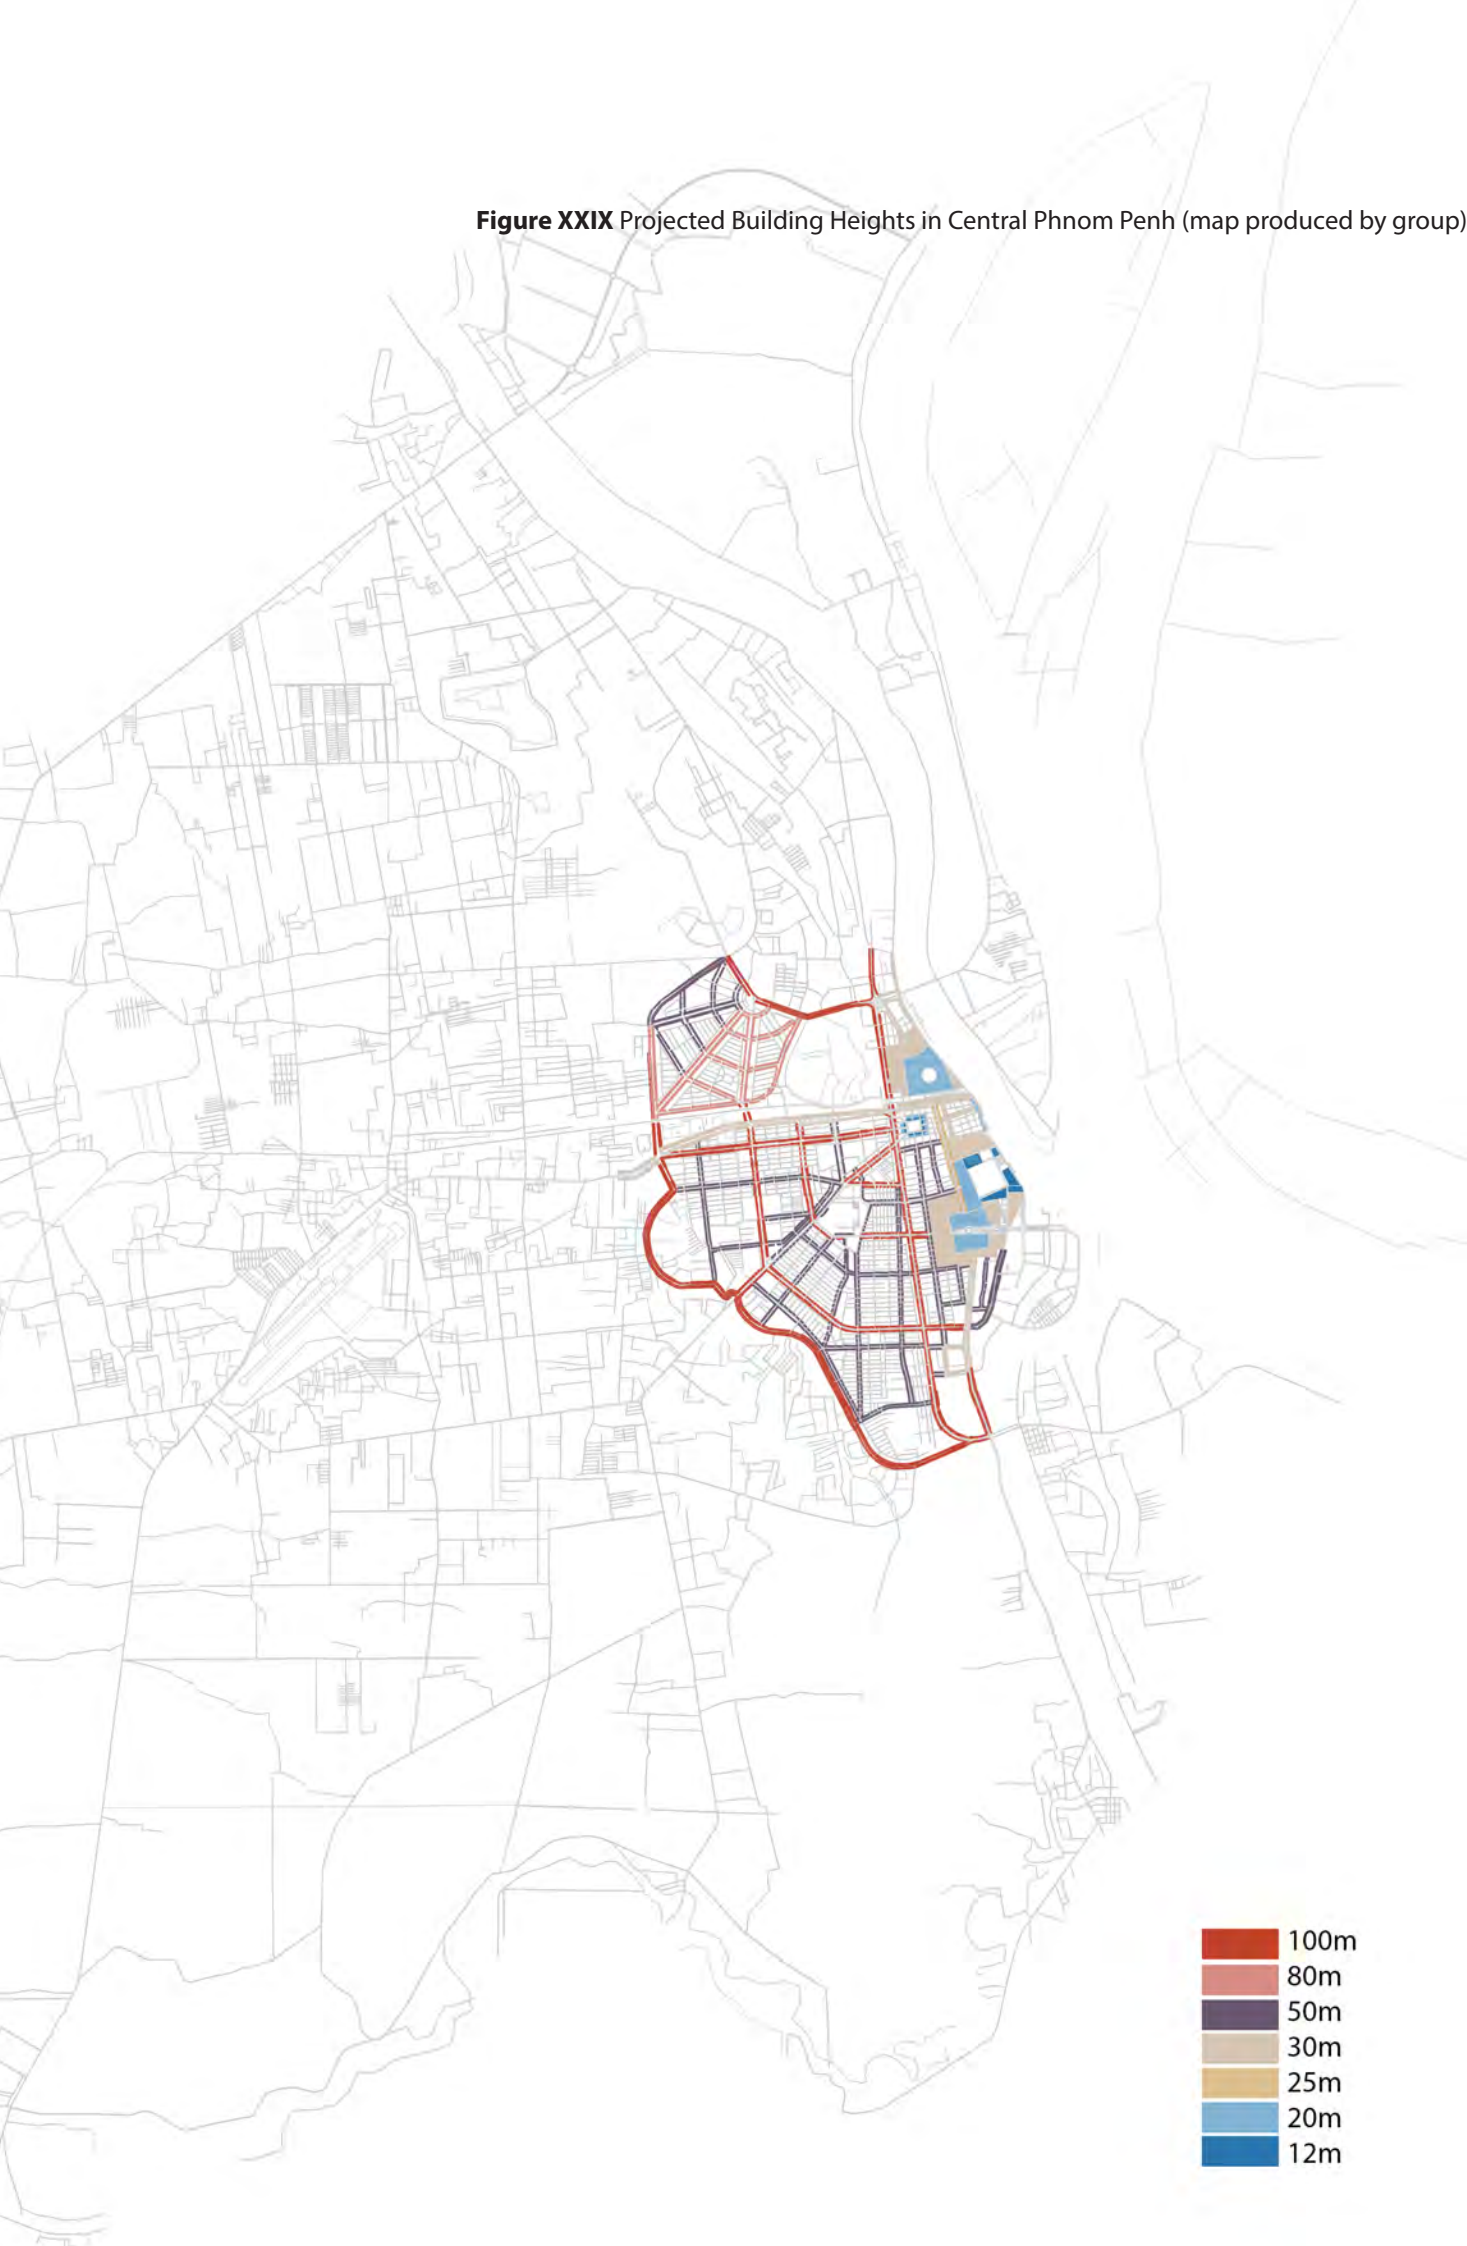 Figure XXIX Projected Building Heights in Central Phnom Penh (map produced by group)
100m
80m
50m
30m
25m
20m
12m